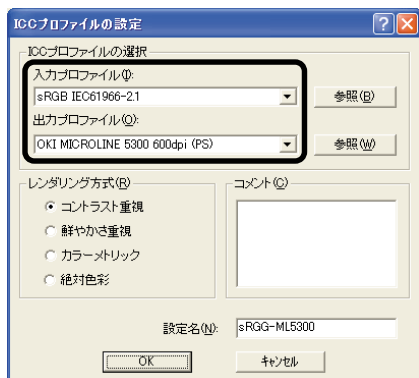 ICCプロファイルの設定
ICCプロファイルの選択
入力プロファイル(I):
sRGB IEC61966-2.1
参照(B)
出力プロファイル(O):
OKI MICROLINE 5300 600dpi (PS)
参照(W)
レンダリング方式(R)
コントラスト重視
鮮やかさ重視
カラーメトリック
絶対色彩
コメント(C)
設定名(N):
sRGG-ML5300
OK
キャンセル